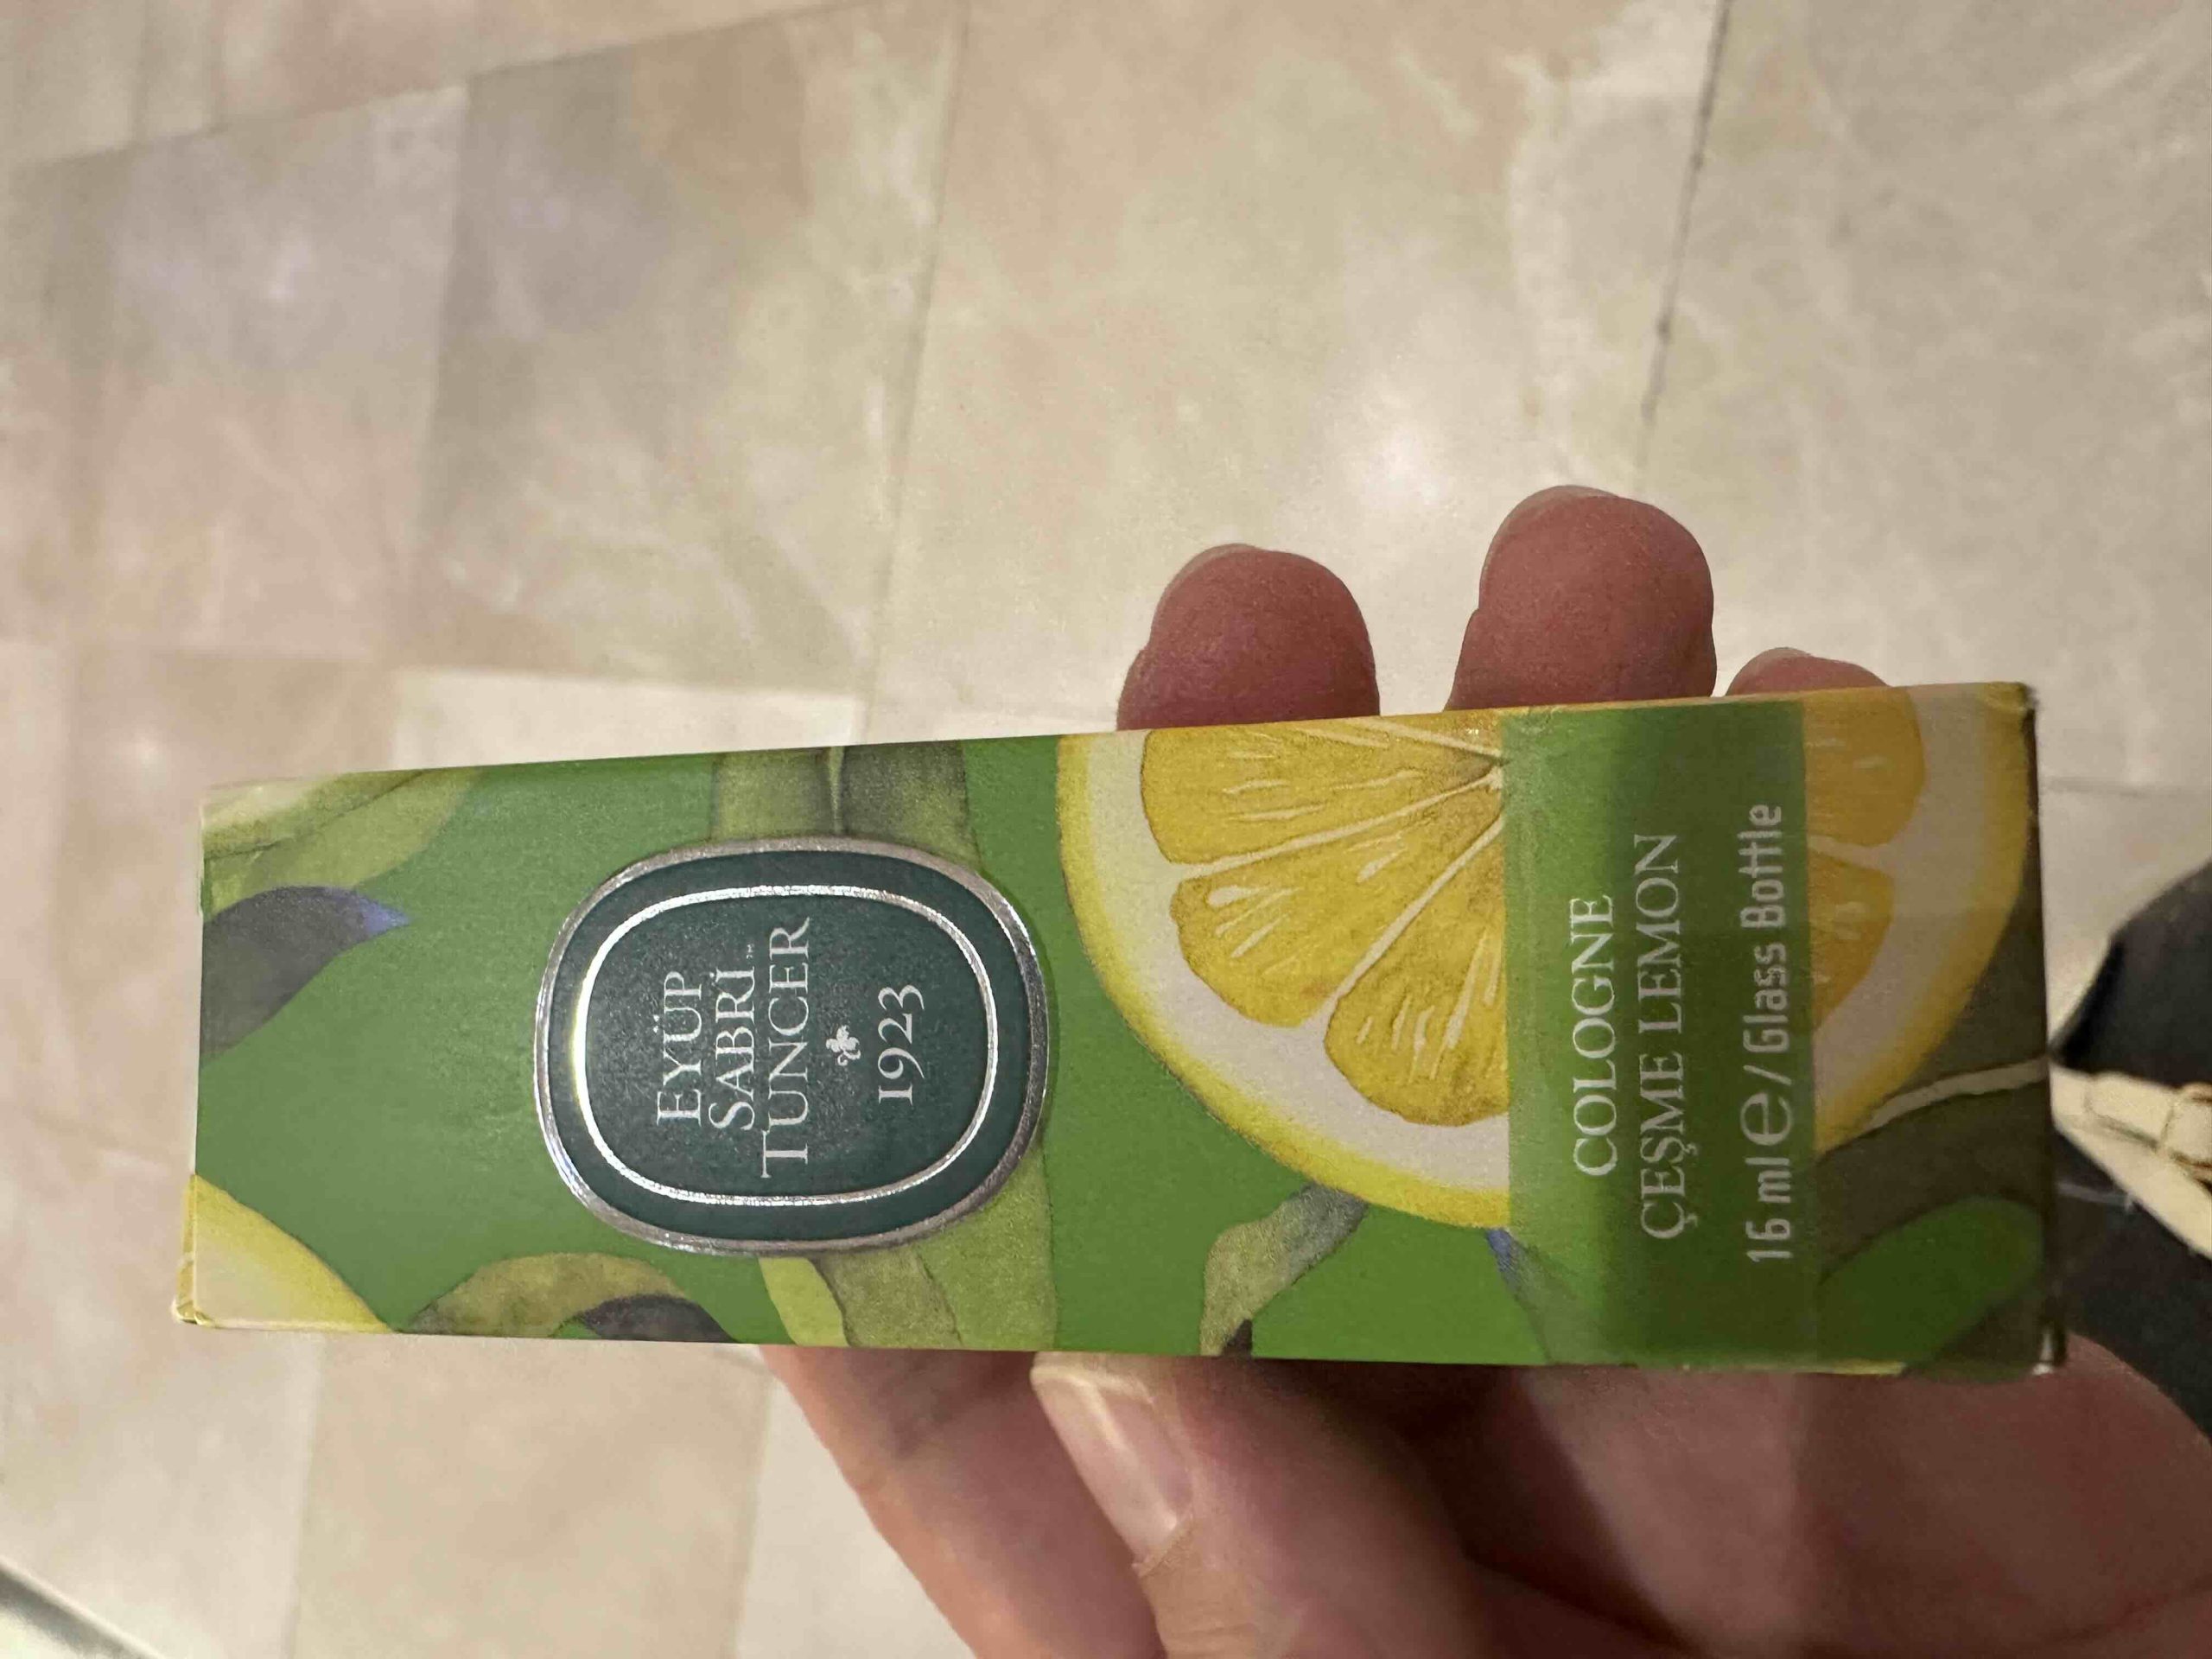 EYÜP
SABRİ™
TUNCER
1923
COLOGNE
ÇEŞME LEMON
16 ml ℮ / Glass Bottle